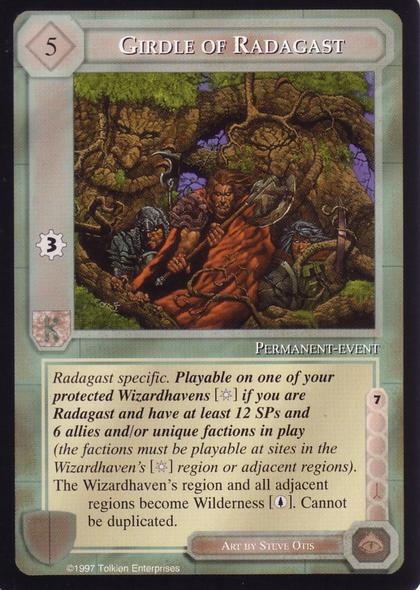 5
GIRDLE OF RADAGAST
3
K
PERMANENT-EVENT
Radagast specific. Playable on one of your
protected Wizardhavens [] if you are
Radagast and have at least 12 SPs and
6 allies and/or unique factions in play
(the factions must be playable at sites in the
Wizardhaven's [] region or adjacent regions).
The Wizardhaven's region and all adjacent
regions become Wilderness []. Cannot
be duplicated.
7
ART BY STEVE OTIS
©1997 Tolkien Enterprises